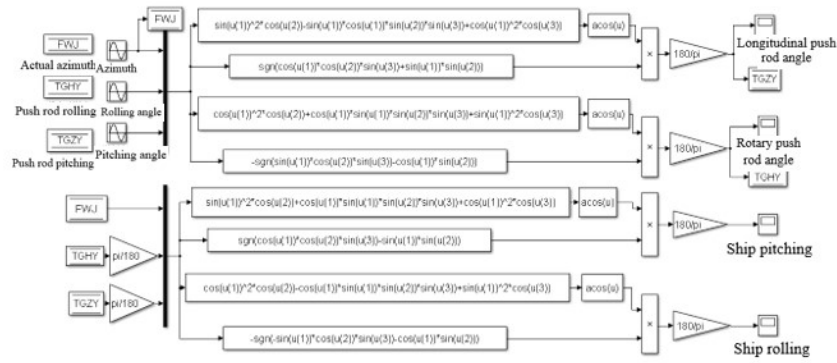 FWJ
sin(u(1))^2*cos(u(2))-sin(u(1))*cos(u(1))*sin(u(2))*sin(u(3))+cos(u(1))^2*cos(u(3))
acos(u)
FWJ
Actual azimuth
Azimuth
×
180/pi
Longitudinal push
rod angle
TGZY
sgn(cos(u(1))*cos(u(2))*sin(u(3))+sin(u(1))*sin(u(2)))
TGHY
Push rod rolling
Rolling angle
cos(u(1))^2*cos(u(2))+cos(u(1))*sin(u(1))*sin(u(2))*sin(u(3))+sin(u(1))^2*cos(u(3))
acos(u)
TGZY
Push rod pitching
Pitching angle
×
180/pi
Rotary push
rod angle
TGHY
-sgn(sin(u(1))*cos(u(2))*sin(u(3))-cos(u(1))*sin(u(2)))
sin(u(1))^2*cos(u(2))+cos(u(1))*sin(u(1))*sin(u(2))*sin(u(3))+cos(u(1))^2*cos(u(3))
acos(u)
FWJ
×
180/pi
Ship pitching
sgn(cos(u(1))*cos(u(2))*sin(u(3))-sin(u(1))*sin(u(2)))
TGHY
pi/180
cos(u(1))^2*cos(u(2))-cos(u(1))*sin(u(1))*sin(u(2))*sin(u(3))+sin(u(1))^2*cos(u(3))
acos(u)
TGZY
pi/180
×
180/pi
Ship rolling
-sgn(-sin(u(1))*cos(u(2))*sin(u(3))-cos(u(1))*sin(u(2)))